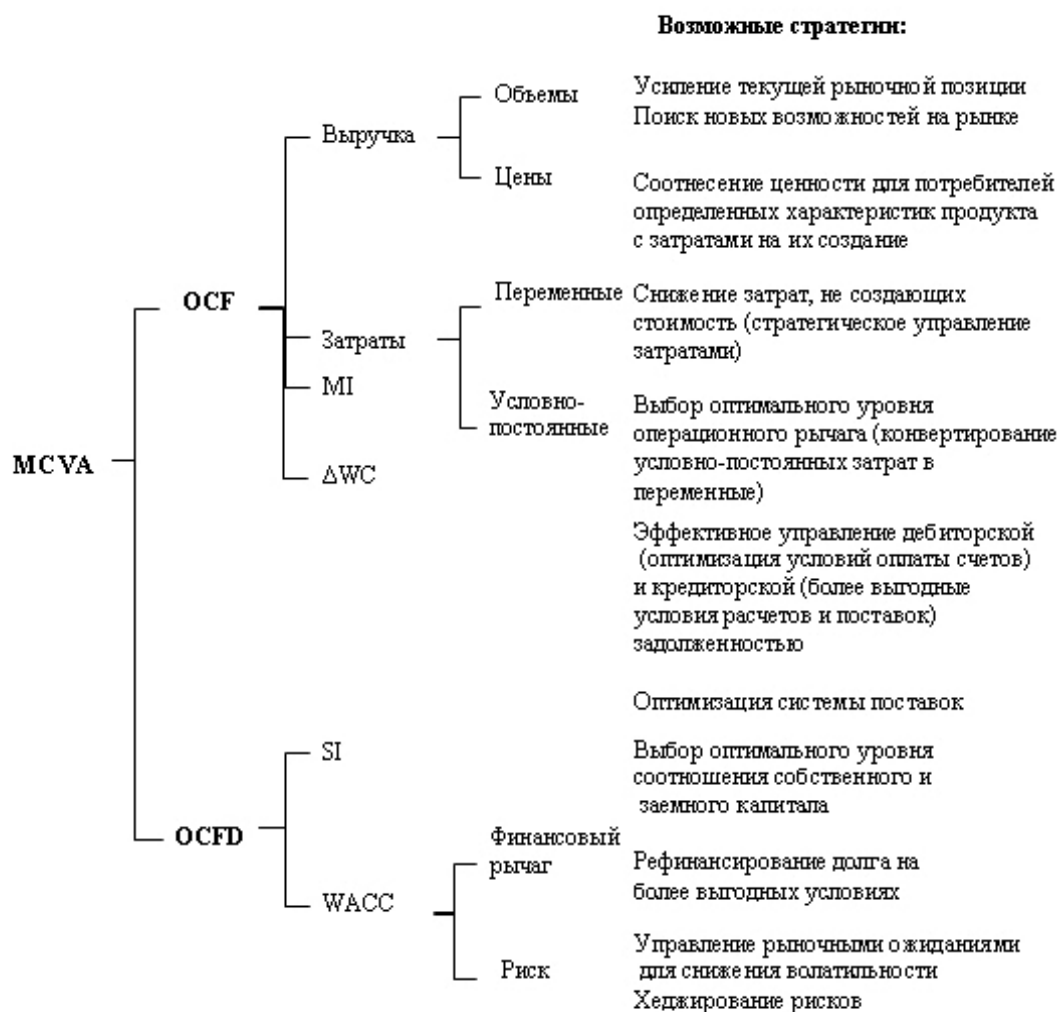 Возможные стратегии:
Объемы
Усиление текущей рыночной позиции
Поиск новых возможностей на рынке
Выручка
Цены
Соотнесение ценности для потребителей
определенных характеристик продукта
с затратами на их создание
OCF
Переменные
Снижение затрат, не создающих
стоимость (стратегическое управление
затратами)
Затраты
MI
Условно-
постоянные
Выбор оптимального уровня
операционного рычага (конвертирование
условно-постоянных затрат в
переменные)
MCVA
ΔWC
Эффективное управление дебиторской
(оптимизация условий оплаты счетов)
и кредиторской (более выгодные
условия расчетов и поставок)
задолженностью
Оптимизация системы поставок
SI
Выбор оптимального уровня
соотношения собственного и
заемного капитала
OCFD
Финансовый
рычаг
Рефинансирование долга на
более выгодных условиях
WACC
Риск
Управление рыночными ожиданиями
для снижения волатильности
Хеджирование рисков